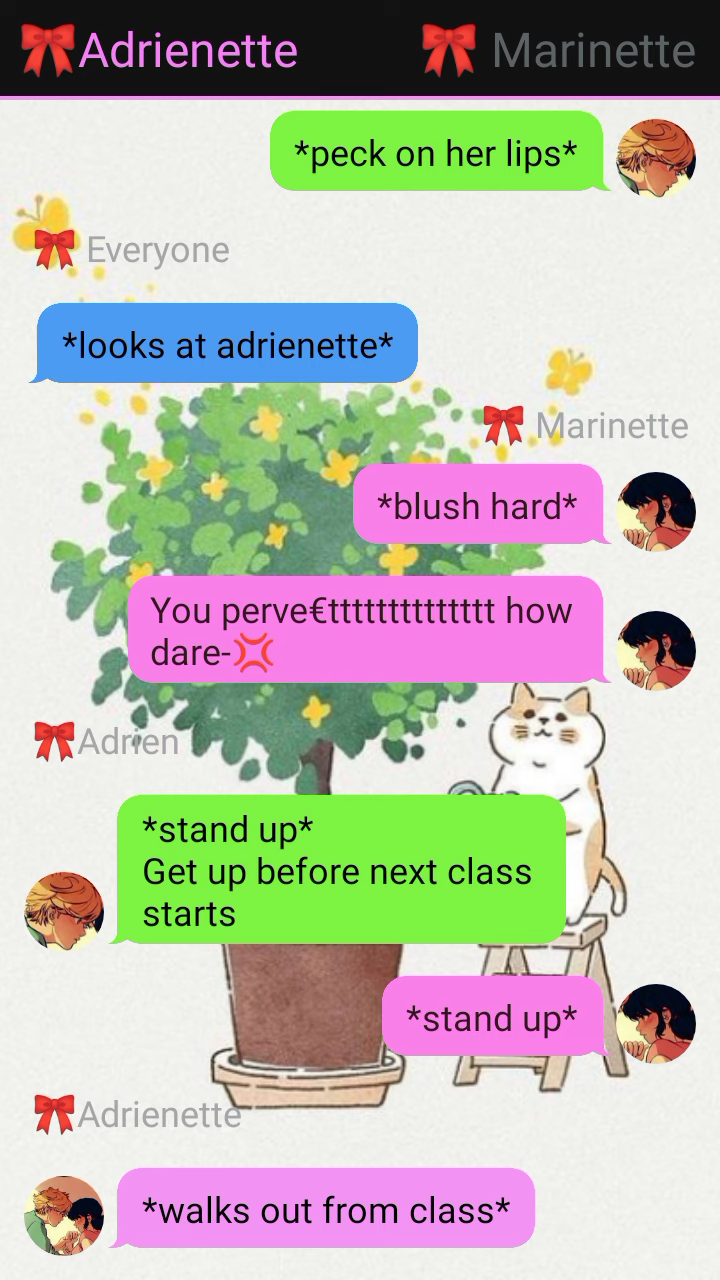 🎀Adrienette
🎀 Marinette
*peck on her lips*
🎀 Everyone
*looks at adrienette*
🎀 Marinette
*blush hard*
You perve€tttttttttttttt how
dare-💢
🎀Adrien
*stand up*
Get up before next class
starts
*stand up*
🎀Adrienette
*walks out from class*